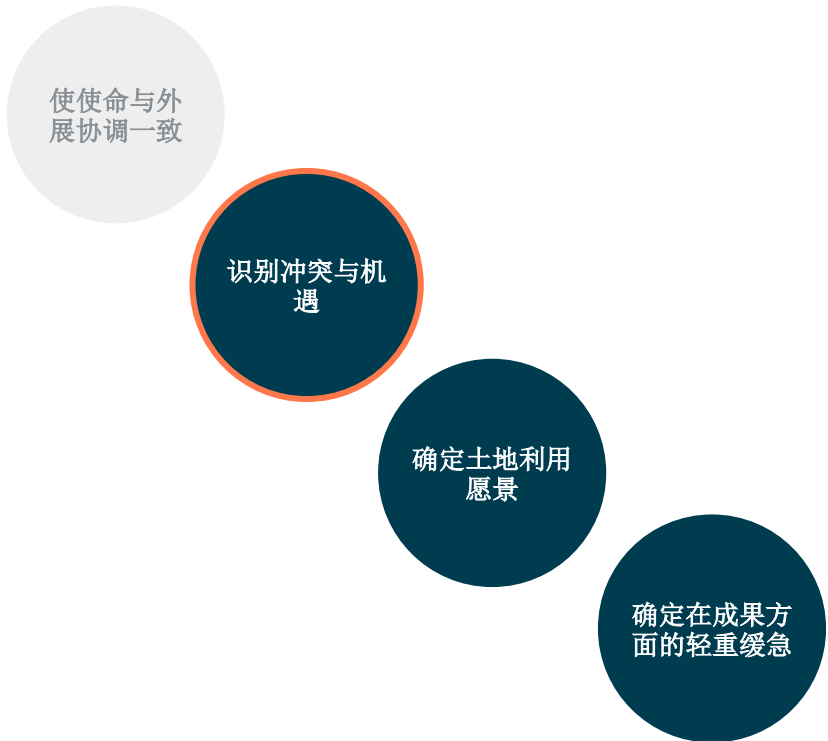 使使命与外
展协调一致
识别冲突与机
遇
确定土地利用
愿景
确定在成果方
面的轻重缓急